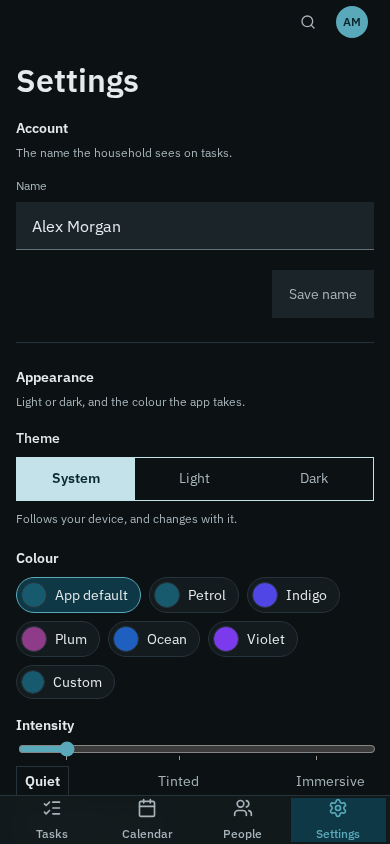 AM
Settings
Account
The name the household sees on tasks.
Name
Alex Morgan
Save name
Appearance
Light or dark, and the colour the app takes.
Theme
System Light Dark
Follows your device, and changes with it.
Colour
App default Petrol Indigo
Plum Ocean Violet
Custom
Intensity
Quiet Tinted Immersive
Tasks Calendar People Settings